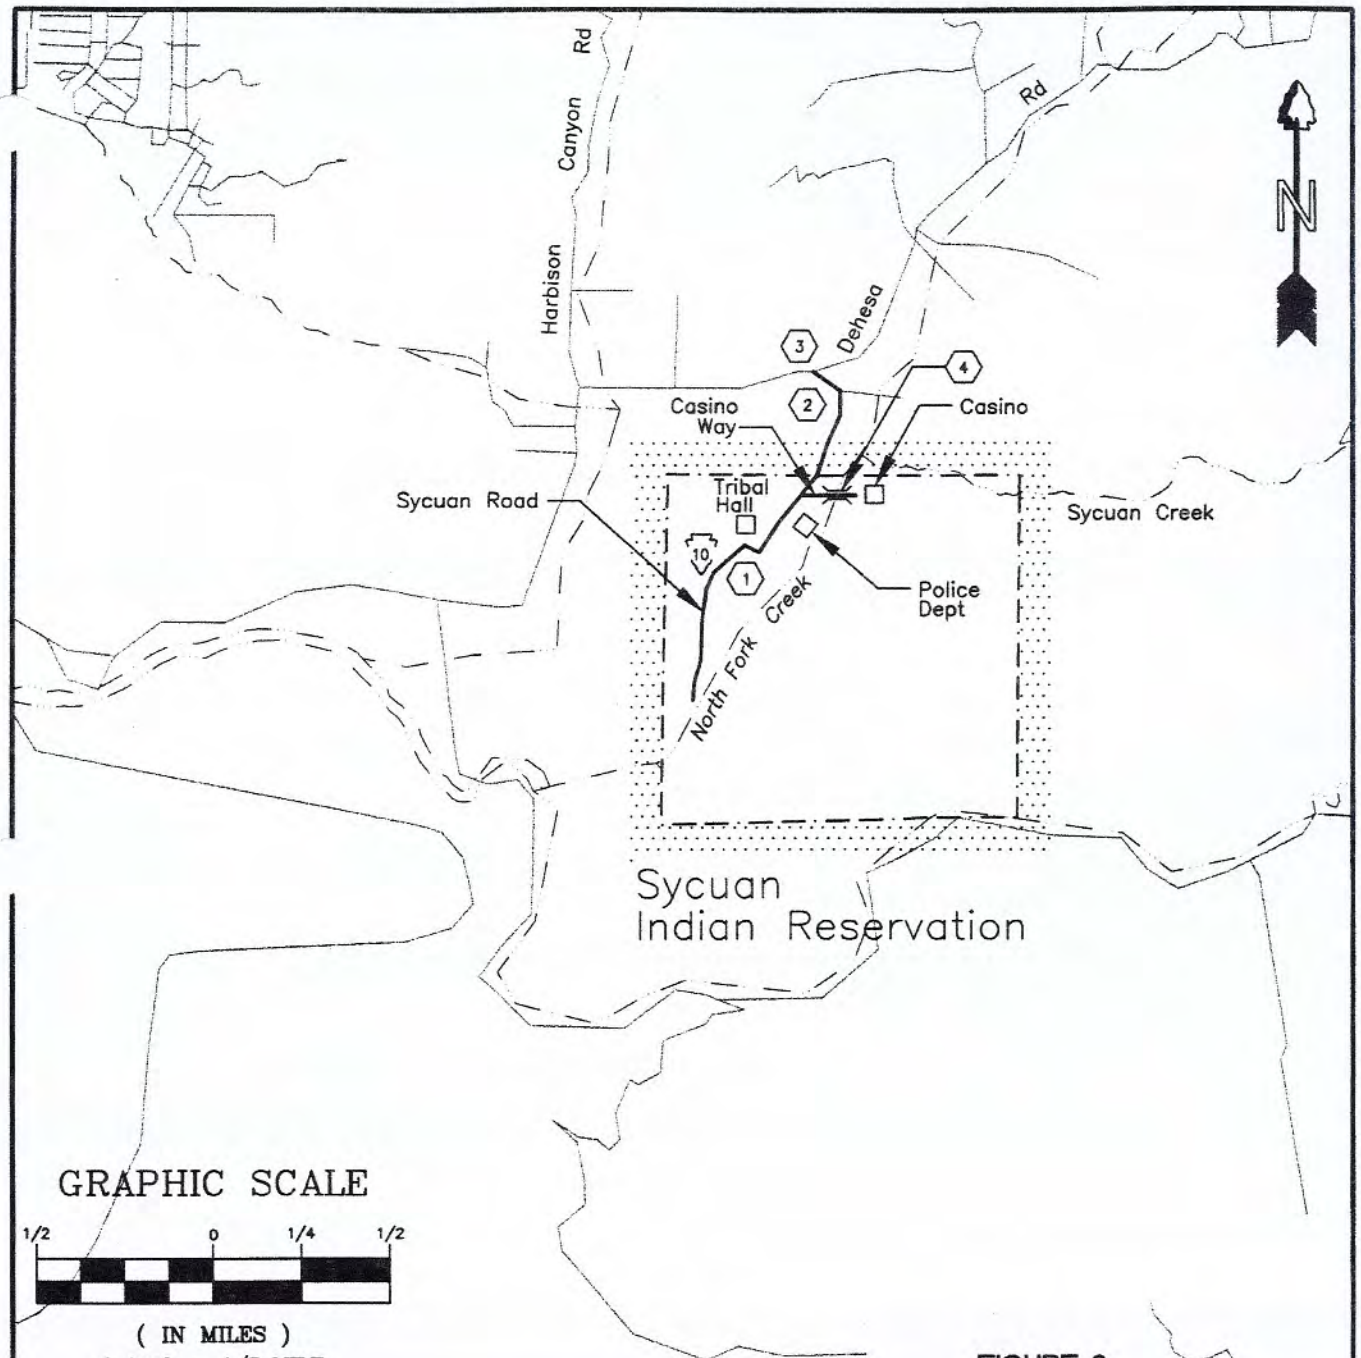 Harbison Canyon Rd
Dehesa Rd
N
3
4
2
Casino
Way
Casino
Sycuan Road
Tribal
Hall
10
1
Sycuan Creek
Police
Dept
North Fork Creek
Sycuan
Indian Reservation
GRAPHIC SCALE
1/2 0 1/4 1/2
( IN MILES )